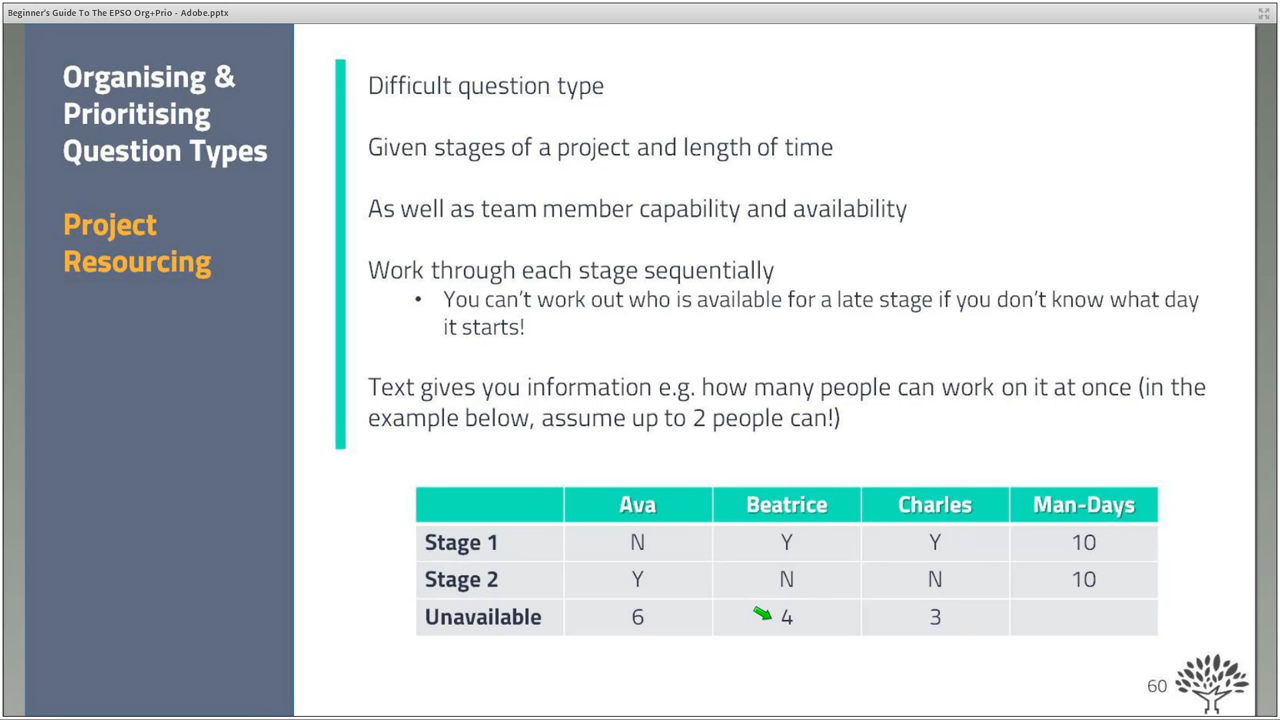 Beginner's Guide To The EPSO Org+Prio - Adobe.pptx
Organising &
Prioritising
Question Types
Project
Resourcing
Difficult question type
Given stages of a project and length of time
As well as team member capability and availability
Work through each stage sequentially
• You can't work out who is available for a late stage if you don't know what day
it starts!
Text gives you information e.g. how many people can work on it at once (in the
example below, assume up to 2 people can!)
Ava Beatrice Charles Man-Days
Stage 1 N Y Y 10
Stage 2 Y N N 10
Unavailable 6 4 3
60